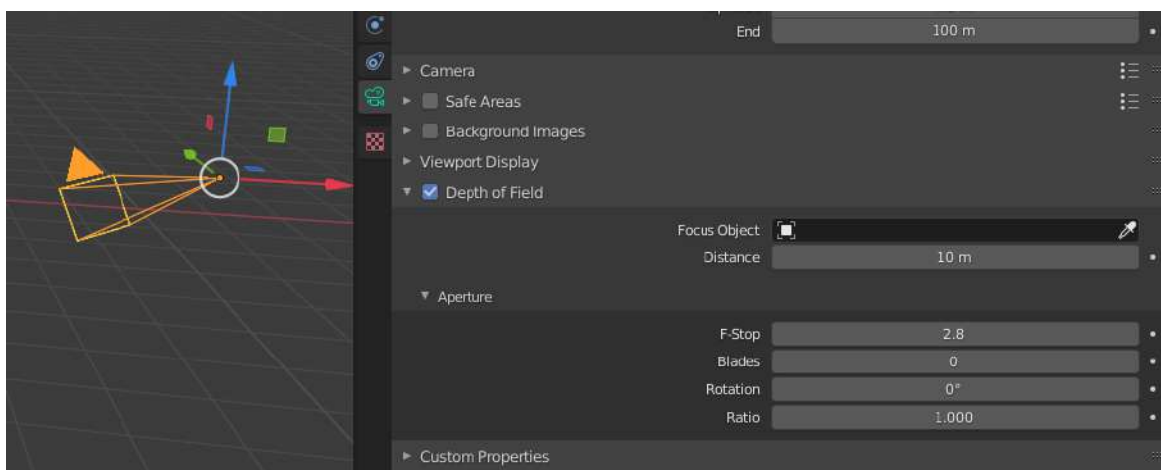 End 100 m
Camera
Safe Areas
Background Images
Viewport Display
Depth of Field
Focus Object
Distance 10 m
Aperture
F-Stop 2.8
Blades 0
Rotation 0°
Ratio 1.000
Custom Properties